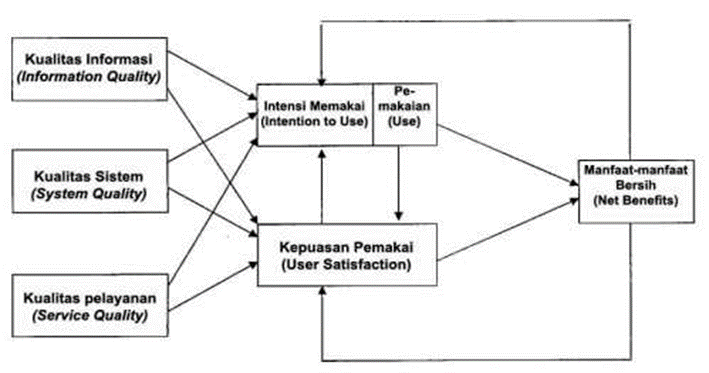 Kualitas Informasi
(Information Quality)
Kualitas Sistem
(System Quality)
Kualitas pelayanan
(Service Quality)
Intensi Memakai
(Intention to Use)
Pe-
makaian
(Use)
Kepuasan Pemakai
(User Satisfaction)
Manfaat-manfaat
Bersih
(Net Benefits)